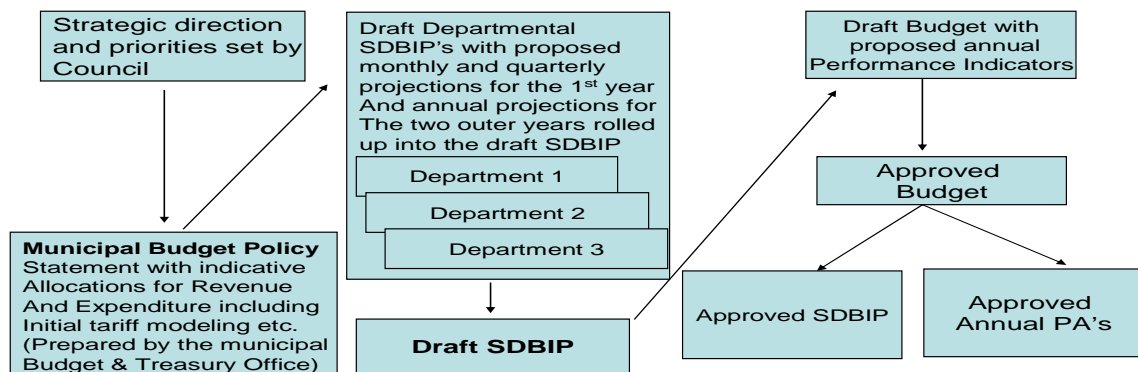 Strategic direction
and priorities set by
Council
Municipal Budget Policy
Statement with indicative
Allocations for Revenue
And Expenditure including
Initial tariff modeling etc.
(Prepared by the municipal
Budget & Treasury Office)
Draft Departmental
SDBIP's with proposed
monthly and quarterly
projections for the 1st year
And annual projections for
The two outer years rolled
up into the draft SDBIP
Department 1
Department 2
Department 3
Draft SDBIP
Draft Budget with
proposed annual
Performance Indicators
Approved
Budget
Approved SDBIP
Approved
Annual PA's